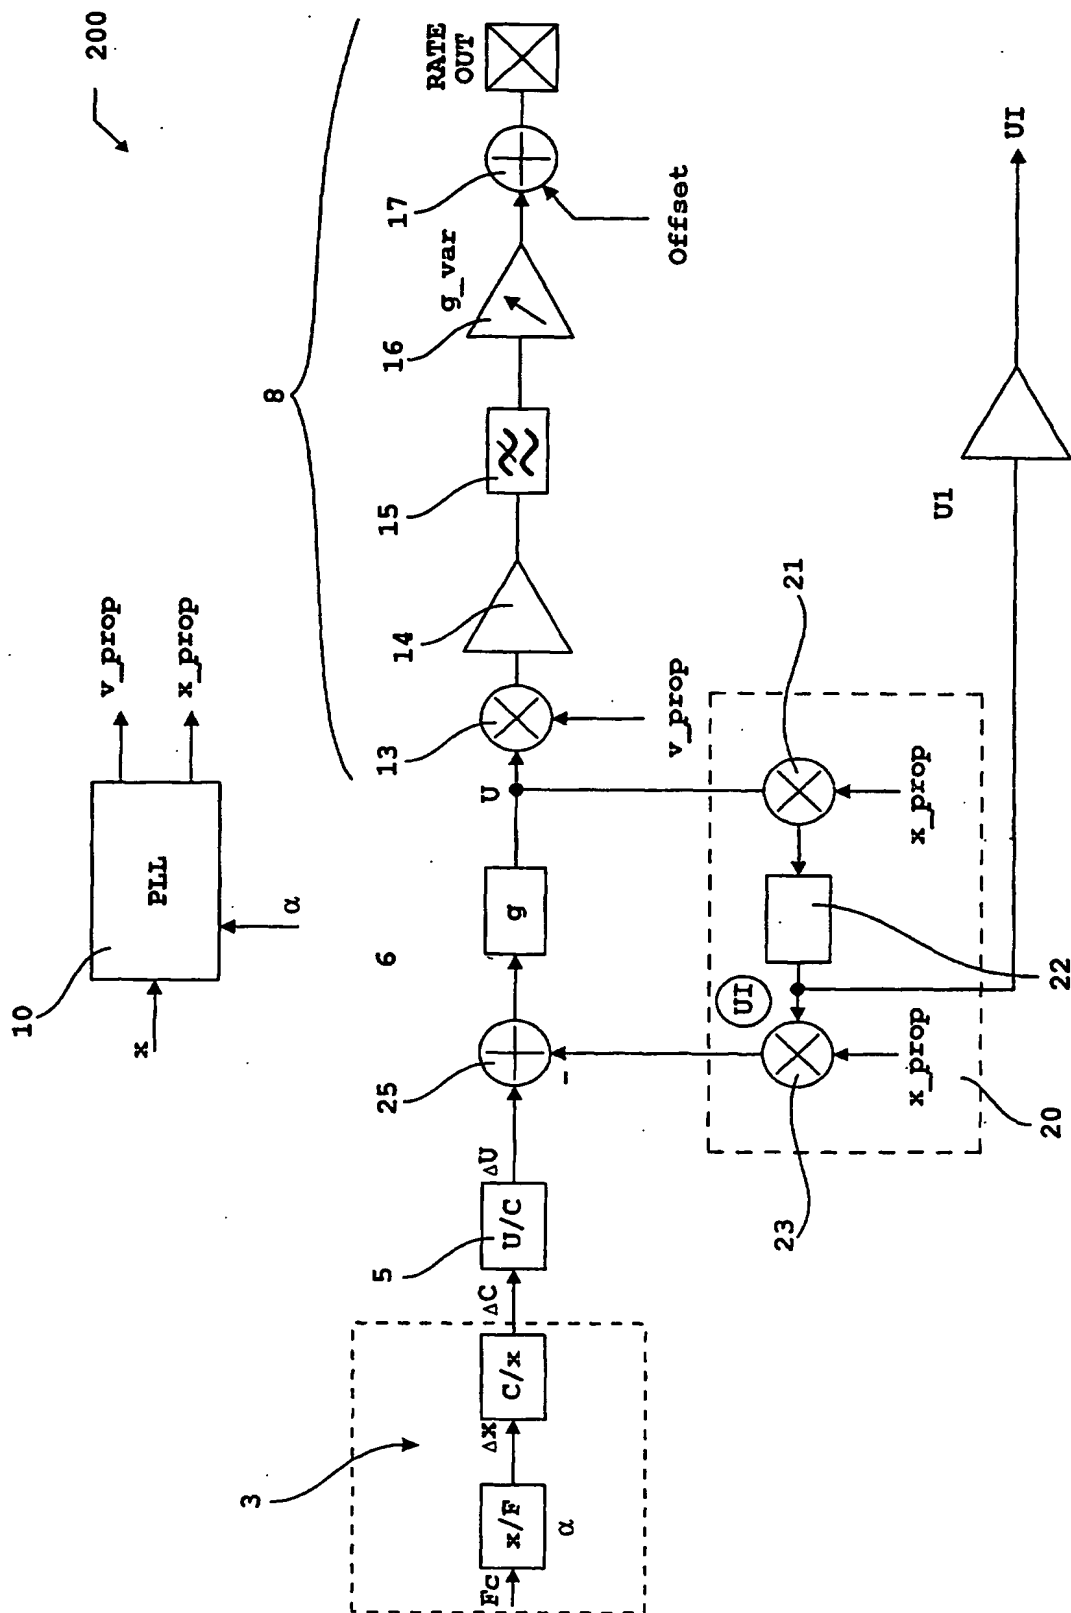 200
8
RATE
OUT
17
g_var
Offset
16
15
14
v_prop
x_prop
PLL
10
x
α
13
U
v_prop
g
6
25
-
ΔU
U/C
5
ΔC
3
C/x
Δx
x/F
α
Fc
21
x_prop
22
UI
x_prop
23
20
U1
UI